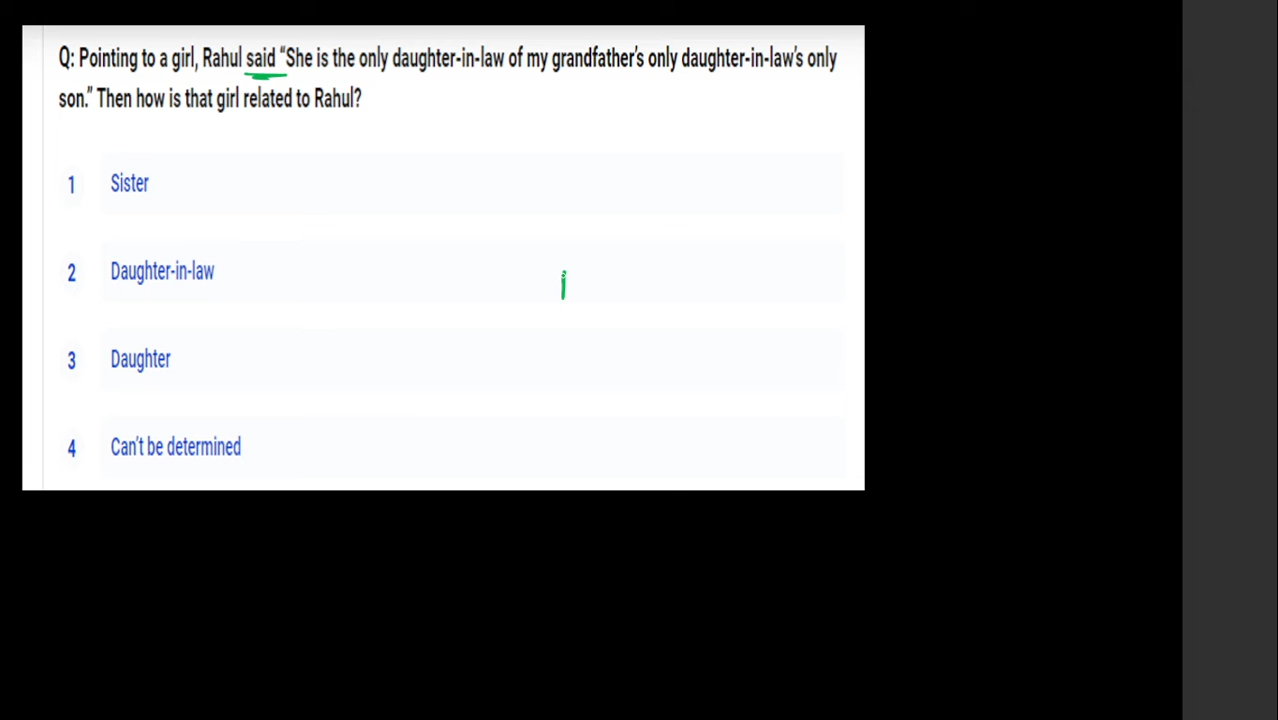 Q: Pointing to a girl, Rahul said “She is the only daughter-in-law of my grandfather’s only daughter-in-law’s only
son.” Then how is that girl related to Rahul?
1 Sister
2 Daughter-in-law
3 Daughter
4 Can’t be determined